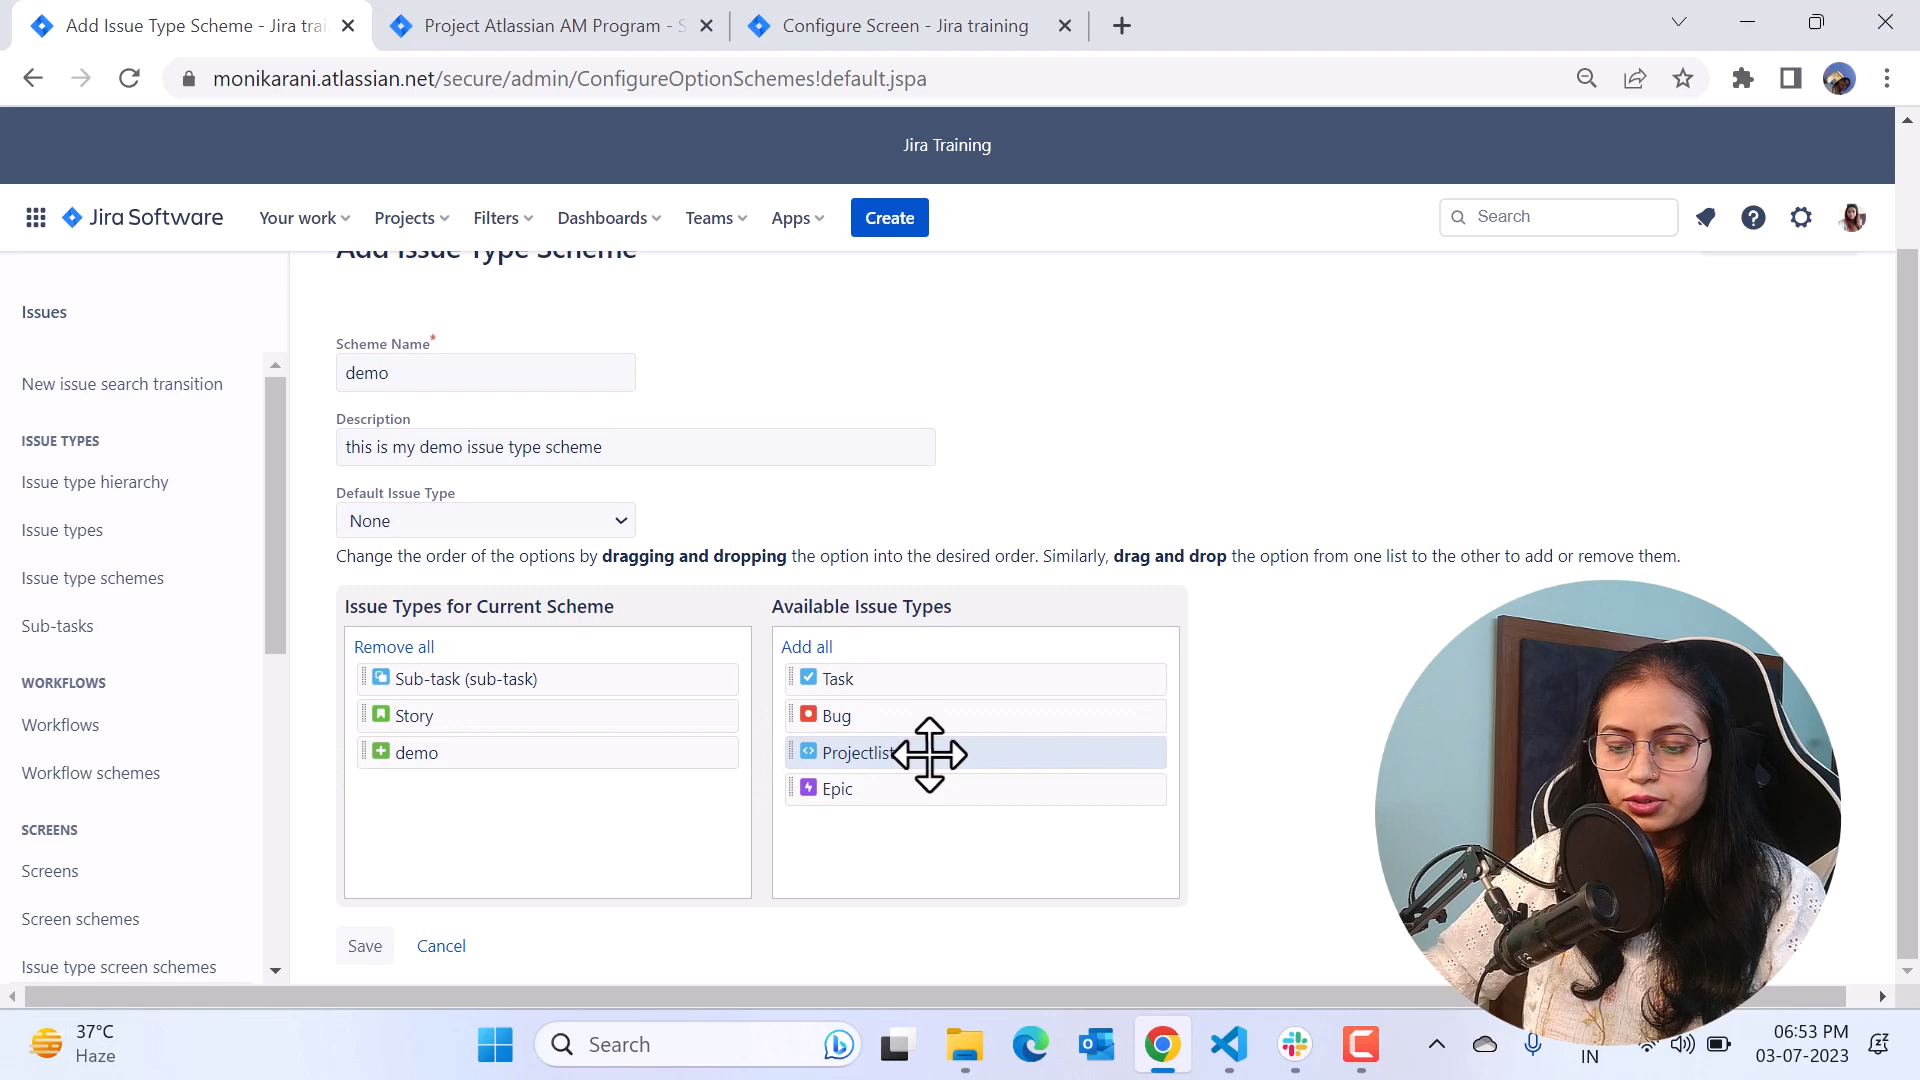 Add Issue Type Scheme - Jira trai
Project Atlassian AM Program - S
Configure Screen - Jira training
monikarani.atlassian.net/secure/admin/ConfigureOptionSchemes!default.jspa
Jira Training
Jira Software
Your work
Projects
Filters
Dashboards
Teams
Apps
Create
Search
Add Issue Type Scheme
Issues
New issue search transition
ISSUE TYPES
Issue type hierarchy
Issue types
Issue type schemes
Sub-tasks
WORKFLOWS
Workflows
Workflow schemes
SCREENS
Screens
Screen schemes
Issue type screen schemes
Scheme Name*
demo
Description
this is my demo issue type scheme
Default Issue Type
None
Change the order of the options by dragging and dropping the option into the desired order. Similarly, drag and drop the option from one list to the other to add or remove them.
Issue Types for Current Scheme
Remove all
Sub-task (sub-task)
Story
demo
Available Issue Types
Add all
Task
Bug
Projectlist
Epic
Save
Cancel
37°C
Haze
Search
IN
06:53 PM
03-07-2023